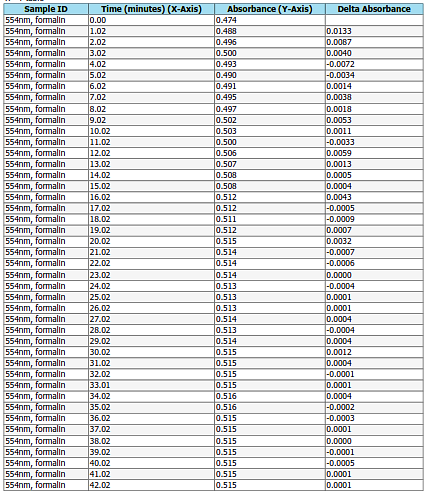 Sample ID Time (minutes) (X-Axis) Absorbance (Y-Axis) Delta Absorbance
554nm, formalin 0.00 0.474
554nm, formalin 1.02 0.488 0.0133
554nm, formalin 2.02 0.496 0.0087
554nm, formalin 3.02 0.500 0.0040
554nm, formalin 4.02 0.493 -0.0072
554nm, formalin 5.02 0.490 -0.0034
554nm, formalin 6.02 0.491 0.0014
554nm, formalin 7.02 0.495 0.0038
554nm, formalin 8.02 0.497 0.0018
554nm, formalin 9.02 0.502 0.0053
554nm, formalin 10.02 0.503 0.0011
554nm, formalin 11.02 0.500 -0.0033
554nm, formalin 12.02 0.506 0.0059
554nm, formalin 13.02 0.507 0.0013
554nm, formalin 14.02 0.508 0.0005
554nm, formalin 15.02 0.508 0.0004
554nm, formalin 16.02 0.512 0.0043
554nm, formalin 17.02 0.512 -0.0005
554nm, formalin 18.02 0.511 -0.0009
554nm, formalin 19.02 0.512 0.0007
554nm, formalin 20.02 0.515 0.0032
554nm, formalin 21.02 0.514 -0.0007
554nm, formalin 22.02 0.514 -0.0006
554nm, formalin 23.02 0.514 0.0000
554nm, formalin 24.02 0.513 -0.0004
554nm, formalin 25.02 0.513 0.0001
554nm, formalin 26.02 0.513 0.0001
554nm, formalin 27.02 0.514 0.0004
554nm, formalin 28.02 0.513 -0.0004
554nm, formalin 29.02 0.514 0.0004
554nm, formalin 30.02 0.515 0.0012
554nm, formalin 31.02 0.515 0.0004
554nm, formalin 32.02 0.515 -0.0001
554nm, formalin 33.01 0.515 0.0001
554nm, formalin 34.02 0.516 0.0004
554nm, formalin 35.02 0.516 -0.0002
554nm, formalin 36.02 0.515 -0.0003
554nm, formalin 37.02 0.515 0.0001
554nm, formalin 38.02 0.515 0.0000
554nm, formalin 39.02 0.515 -0.0001
554nm, formalin 40.02 0.515 -0.0005
554nm, formalin 41.02 0.515 0.0001
554nm, formalin 42.02 0.515 0.0001